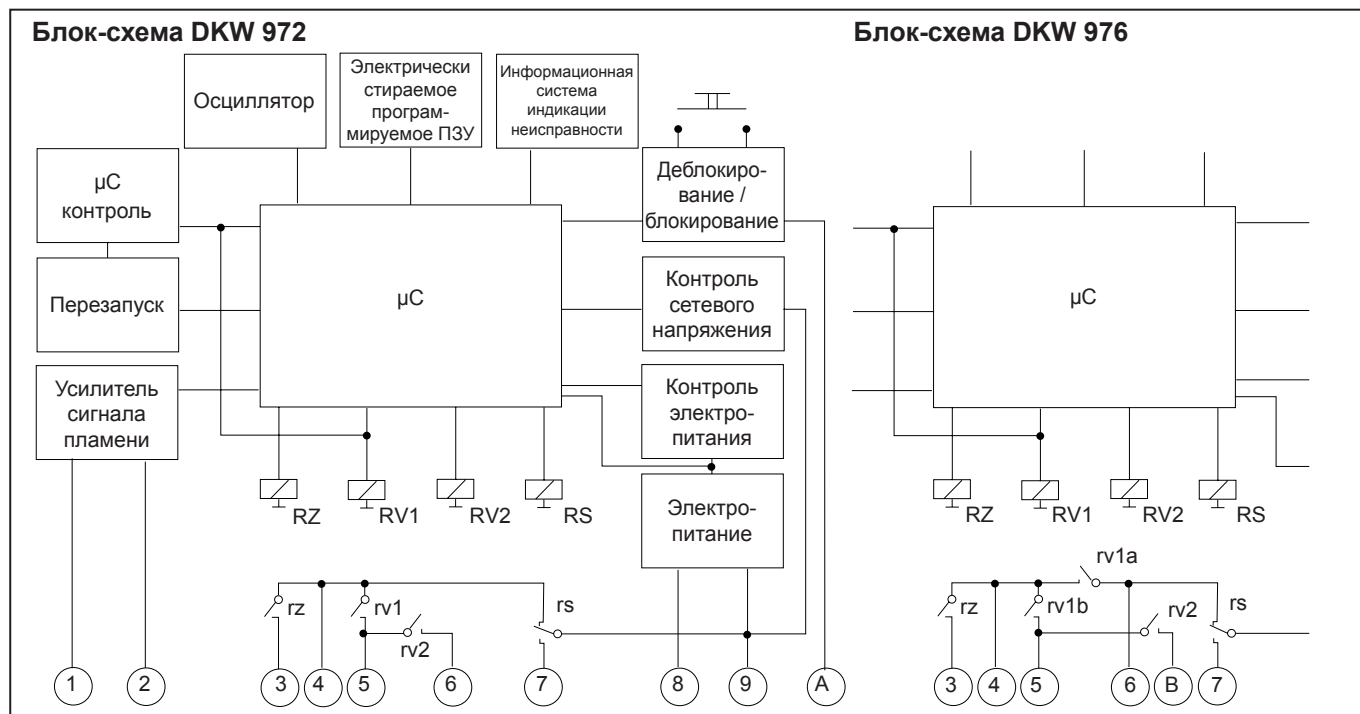 Блок-схема DKW 972
Блок-схема DKW 976
Осциллятор
Электрически
стираемое
програм-
мируемое ПЗУ
Информационная
система
индикации
неисправности
µC
контроль
Деблокиро-
вание /
блокирование
Перезапуск
µC
Контроль
сетевого
напряжения
Усилитель
сигнала
пламени
Контроль
электро-
питания
Электро-
питание
RZ
RV1
RV2
RS
rz
rv1
rv2
rs
1
2
3
4
5
6
7
8
9
A
µC
RZ
RV1
RV2
RS
rv1a
rz
rv1b
rv2
rs
3
4
5
6
B
7